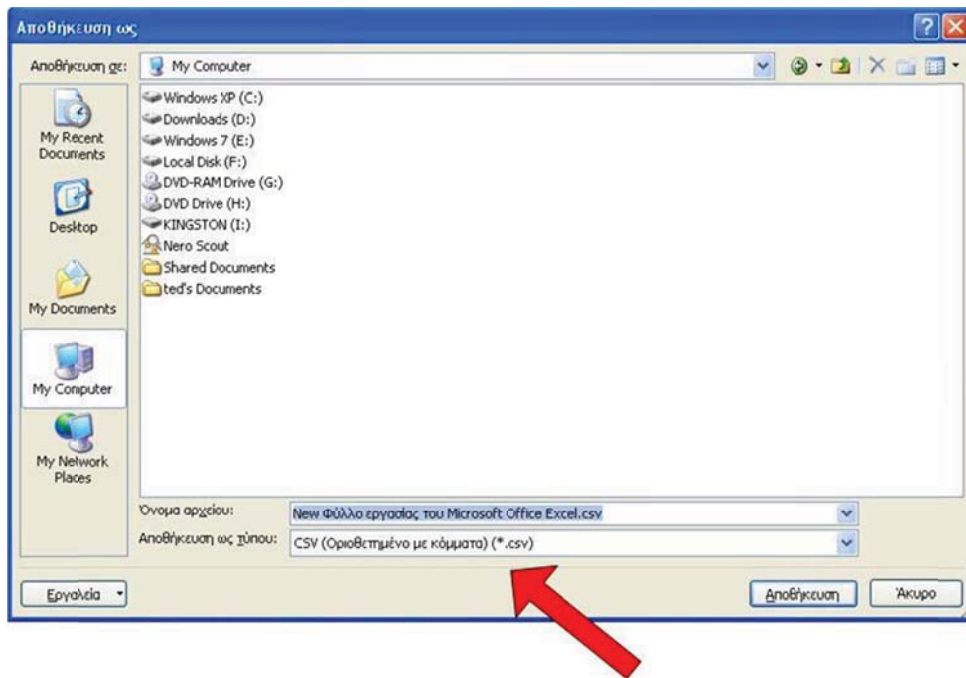 Αποθήκευση ως
Αποθήκευση σε: My Computer
My Recent
Documents
Desktop
My Documents
My Computer
My Network
Places
Windows XP (C:)
Downloads (D:)
Windows 7 (E:)
Local Disk (F:)
DVD-RAM Drive (G:)
DVD Drive (H:)
KINGSTON (I:)
Nero Scout
Shared Documents
ted's Documents
Όνομα αρχείου: New Φύλλο εργασίας του Microsoft Office Excel.csv
Αποθήκευση ως τύπου: CSV (Οριοθετημένο με κόμματα) (*.csv)
Εργαλεία Αποθήκευση Άκυρο